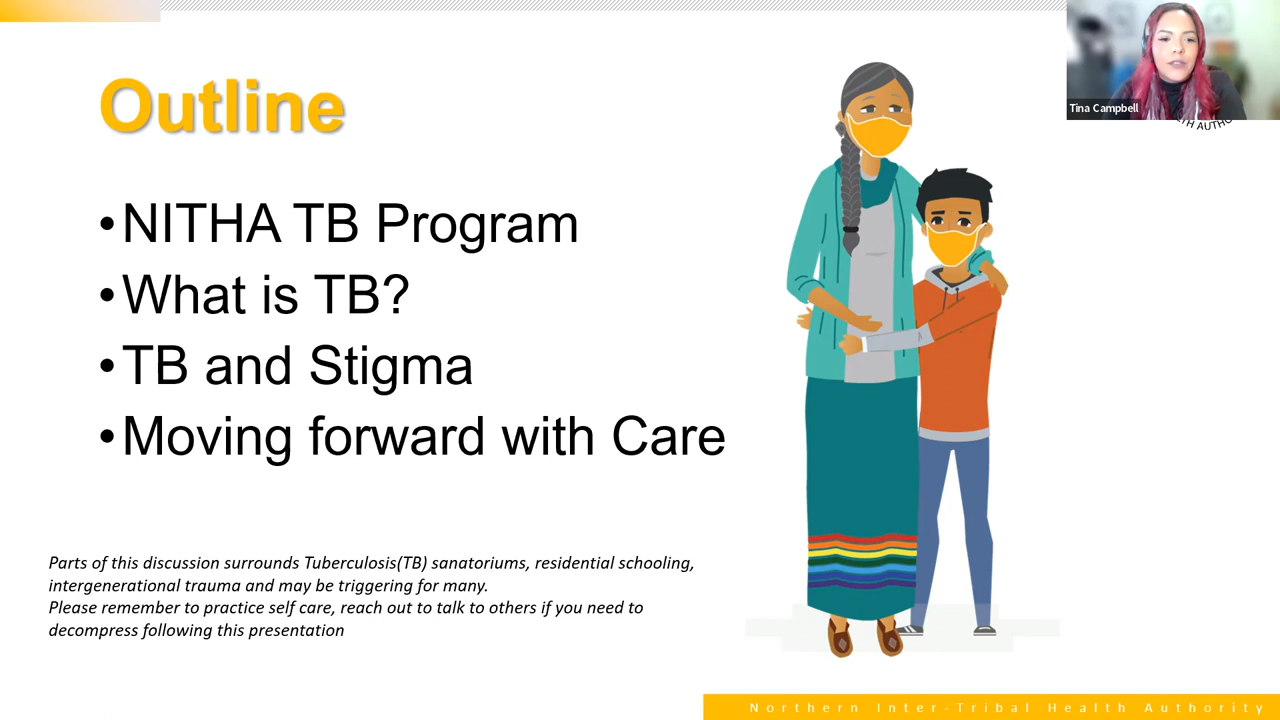 Outline
•NITHA TB Program
•What is TB?
•TB and Stigma
•Moving forward with Care
Parts of this discussion surrounds Tuberculosis(TB) sanatoriums, residential schooling,
intergenerational trauma and may be triggering for many.
Please remember to practice self care, reach out to talk to others if you need to
decompress following this presentation
Tina Campbell
Northern Inter-Tribal Health Authority